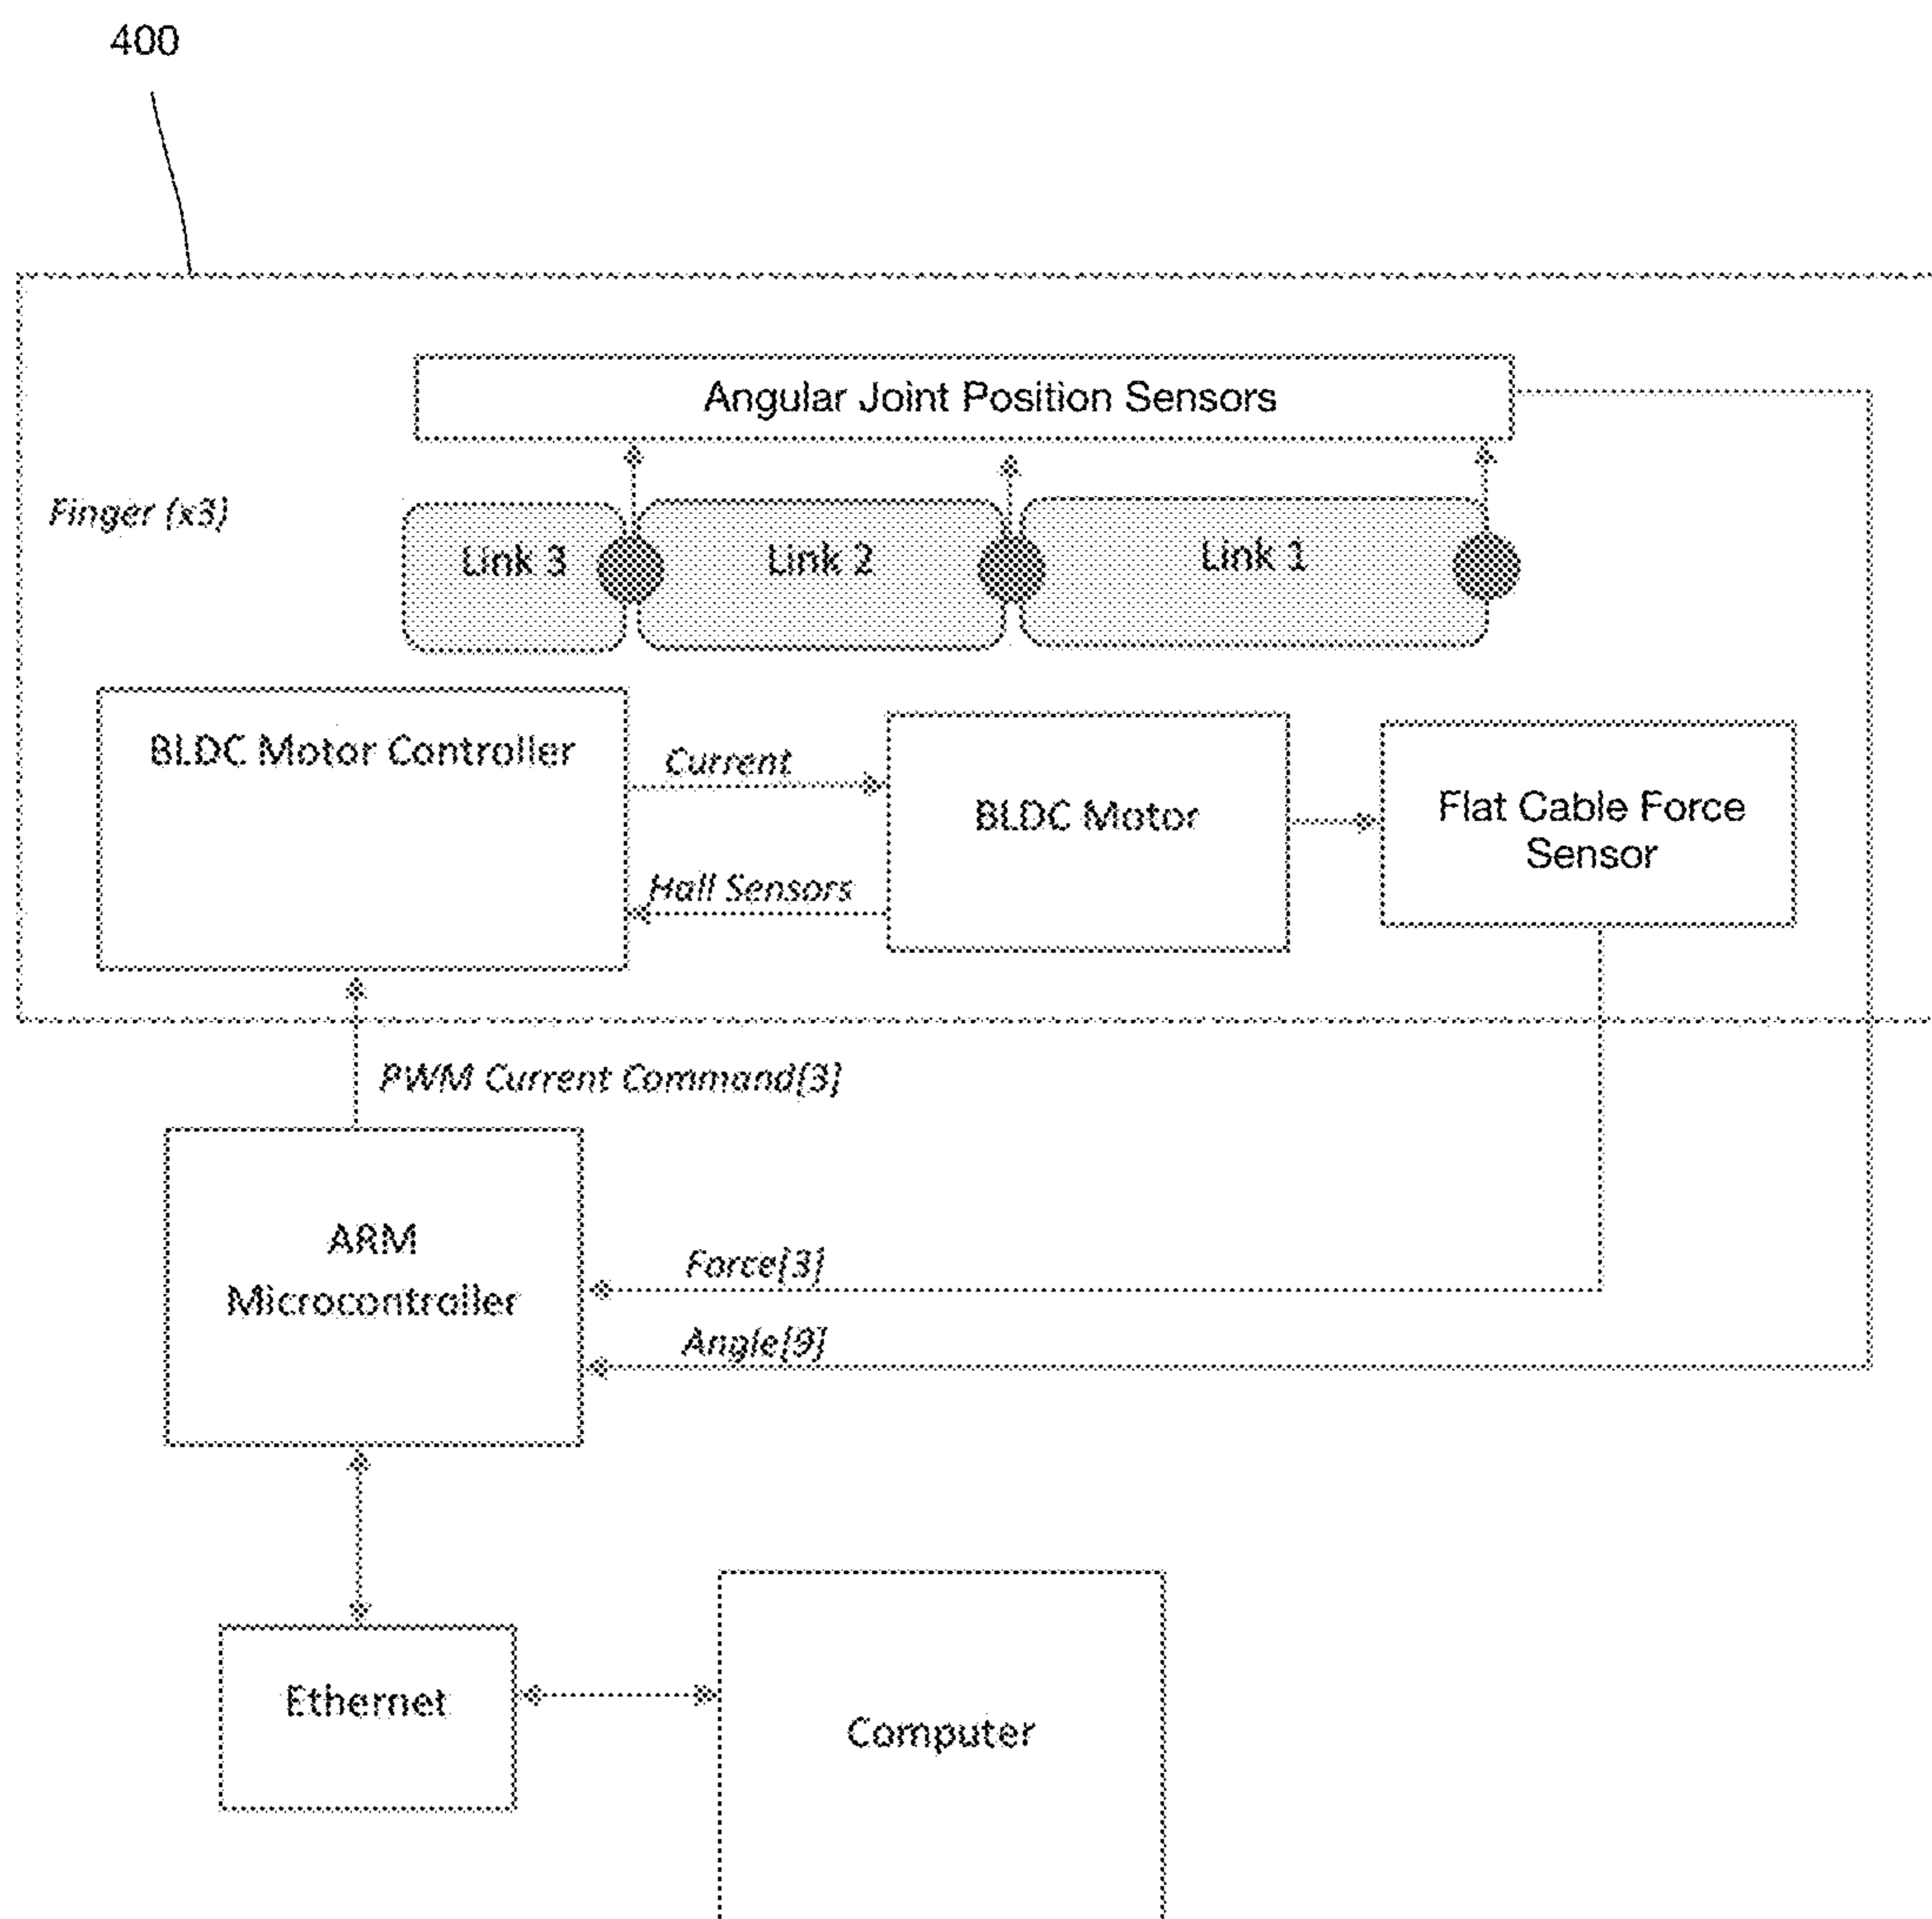 400
Angular Joint Position Sensors
Finger (x3)
Link 3
Link 2
Link 1
BLDC Motor Controller
Current
Hall Sensors
BLDC Motor
Flat Cable Force
Sensor
PWM Current Command[3]
ARM
Microcontroller
Force[3]
Angle[9]
Ethernet
Computer